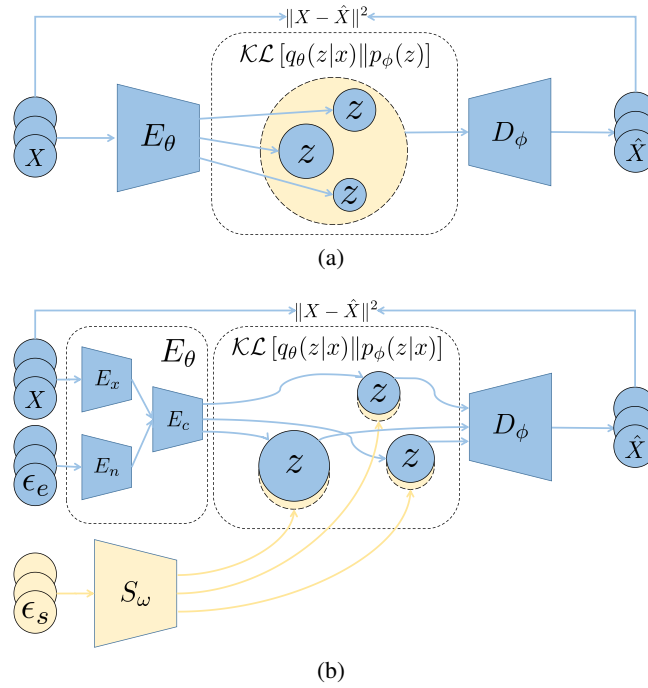 ‖X − X̂‖²
𝒦ℒ [q_θ(z|x)‖p_ϕ(z)]
X
E_θ
z
z
z
D_ϕ
X̂
(a)
‖X − X̂‖²
E_θ
𝒦ℒ [q_θ(z|x)‖p_ϕ(z|x)]
X
E_x
E_c
z
z
z
D_ϕ
X̂
ϵ_e
E_n
ϵ_s
S_ω
(b)